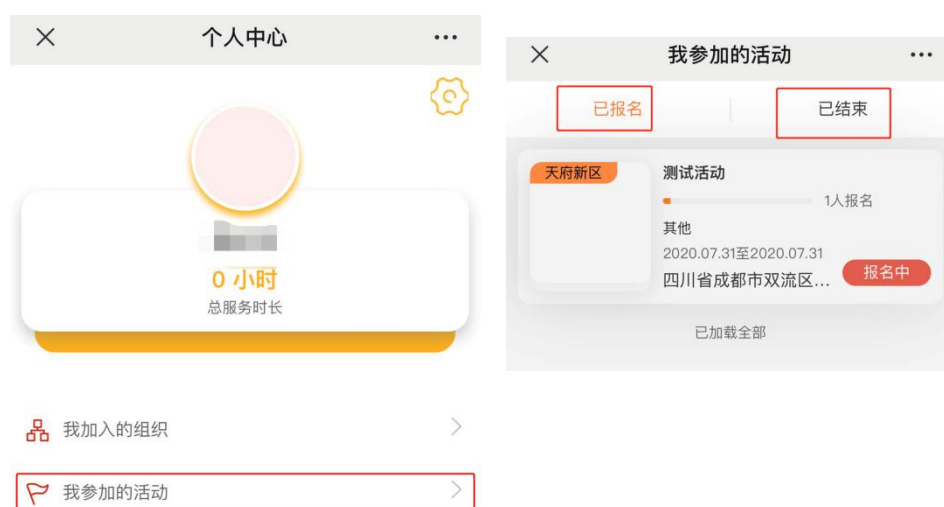 个人中心
0 小时
总服务时长
我加入的组织
我参加的活动
我参加的活动
已报名
已结束
天府新区
测试活动
1人报名
其他
2020.07.31至2020.07.31
四川省成都市双流区...
报名中
已加载全部